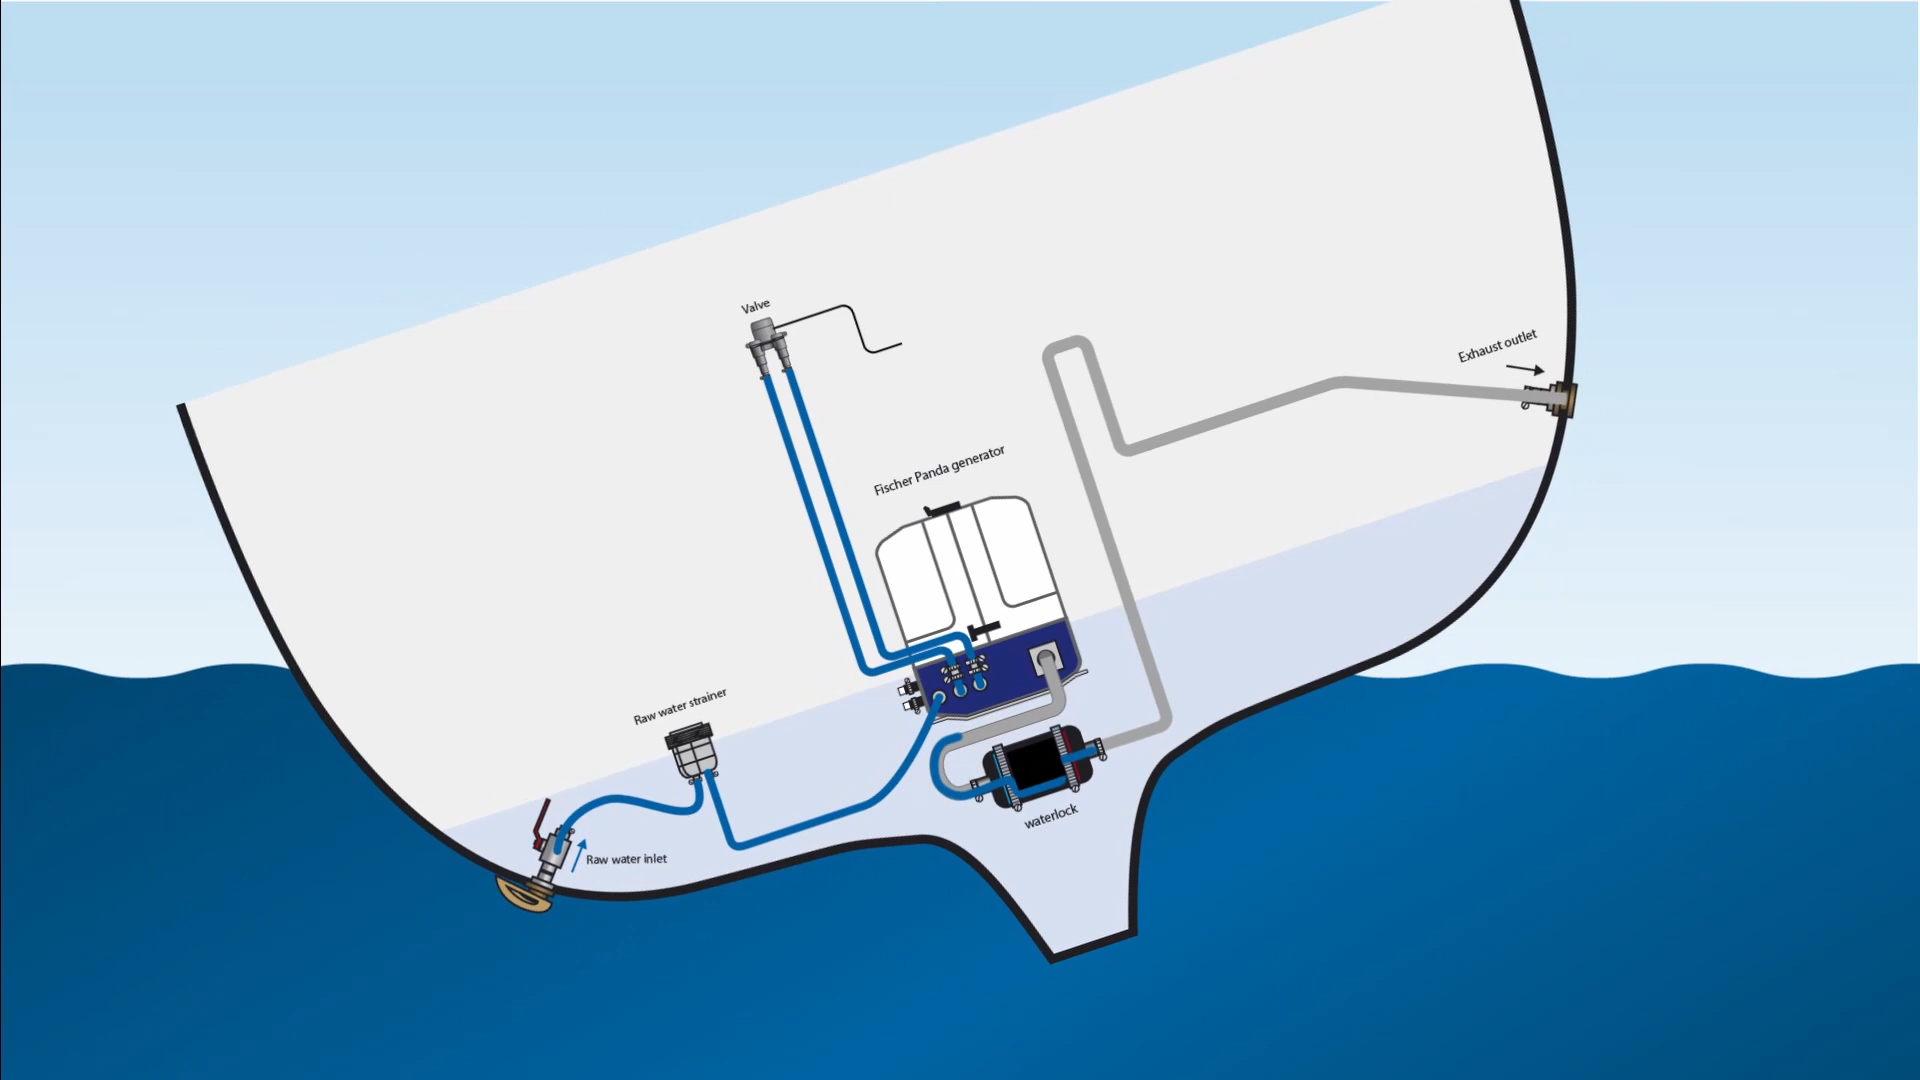 Valve
Exhaust outlet
Fischer Panda generator
Raw water strainer
waterlock
Raw water inlet